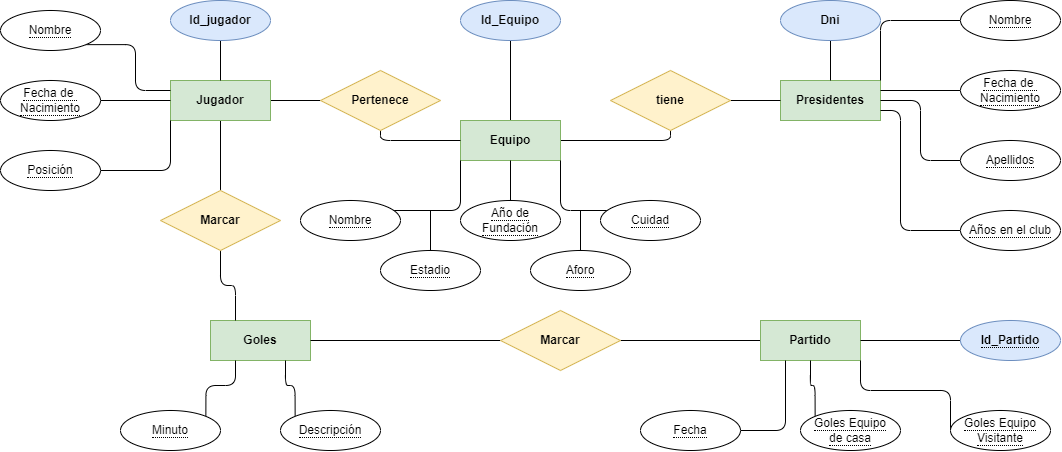 Id_jugador
Id_Equipo
Dni
Nombre
Nombre
Fecha de
Nacimiento
Jugador
Pertenece
tiene
Presidentes
Fecha de
Nacimiento
Equipo
Posición
Apellidos
Marcar
Nombre
Año de
Fundación
Cuidad
Años en el club
Estadio
Aforo
Goles
Marcar
Partido
Id_Partido
Minuto
Descripción
Fecha
Goles Equipo
de casa
Goles Equipo
Visitante